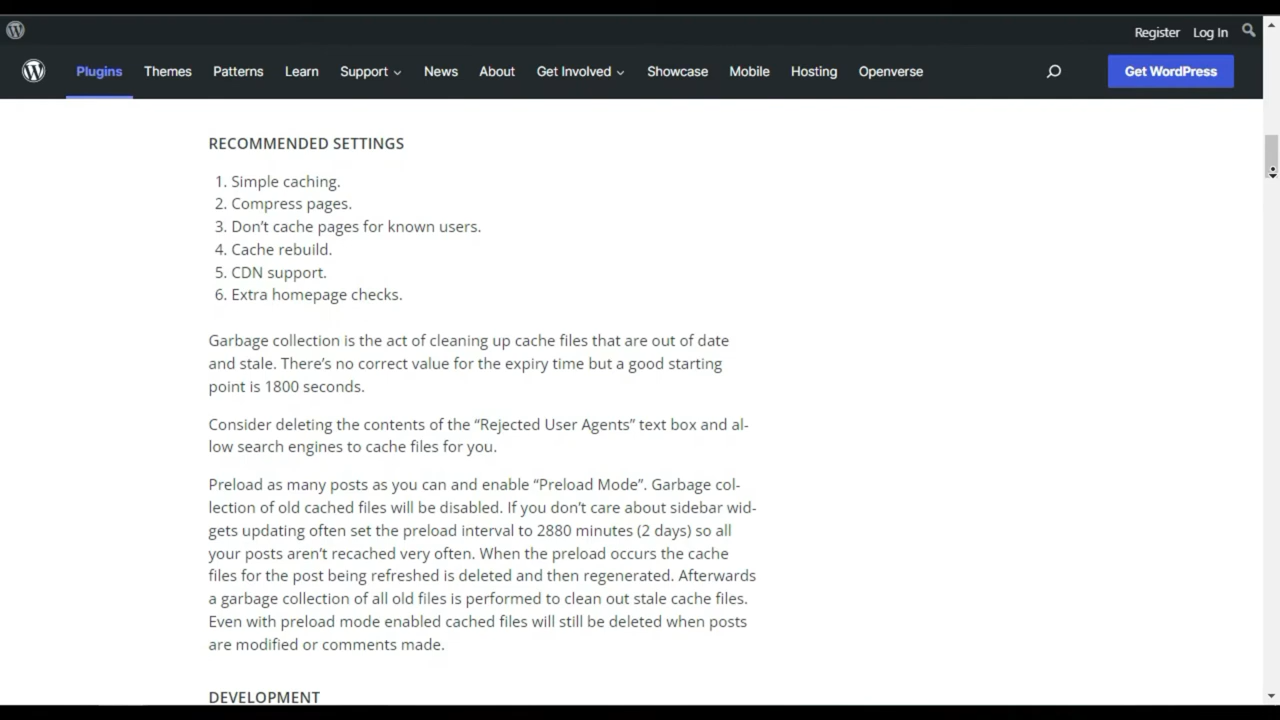 Register Log In
Plugins Themes Patterns Learn Support News About Get Involved Showcase Mobile Hosting Openverse Get WordPress
RECOMMENDED SETTINGS
1. Simple caching.
2. Compress pages.
3. Don’t cache pages for known users.
4. Cache rebuild.
5. CDN support.
6. Extra homepage checks.
Garbage collection is the act of cleaning up cache files that are out of date
and stale. There’s no correct value for the expiry time but a good starting
point is 1800 seconds.
Consider deleting the contents of the “Rejected User Agents” text box and al-
low search engines to cache files for you.
Preload as many posts as you can and enable “Preload Mode”. Garbage col-
lection of old cached files will be disabled. If you don’t care about sidebar wid-
gets updating often set the preload interval to 2880 minutes (2 days) so all
your posts aren’t recached very often. When the preload occurs the cache
files for the post being refreshed is deleted and then regenerated. Afterwards
a garbage collection of all old files is performed to clean out stale cache files.
Even with preload mode enabled cached files will still be deleted when posts
are modified or comments made.
DEVELOPMENT